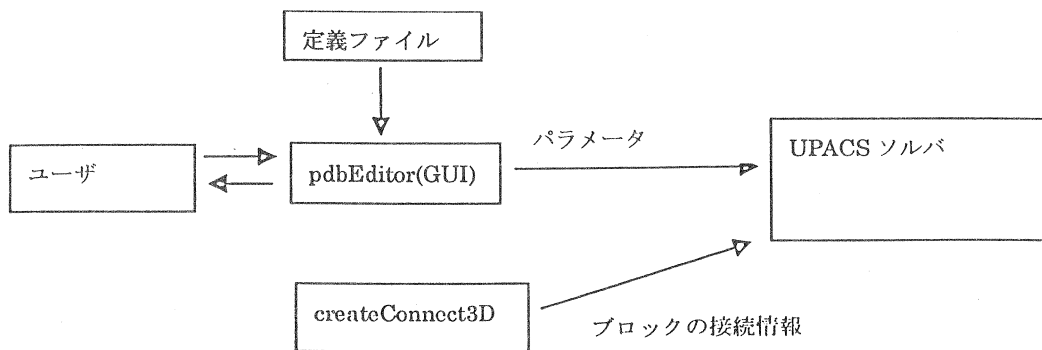 定義ファイル
パラメータ
ユーザ
pdbEditor(GUI)
UPACS ソルバ
createConnect3D
ブロックの接続情報